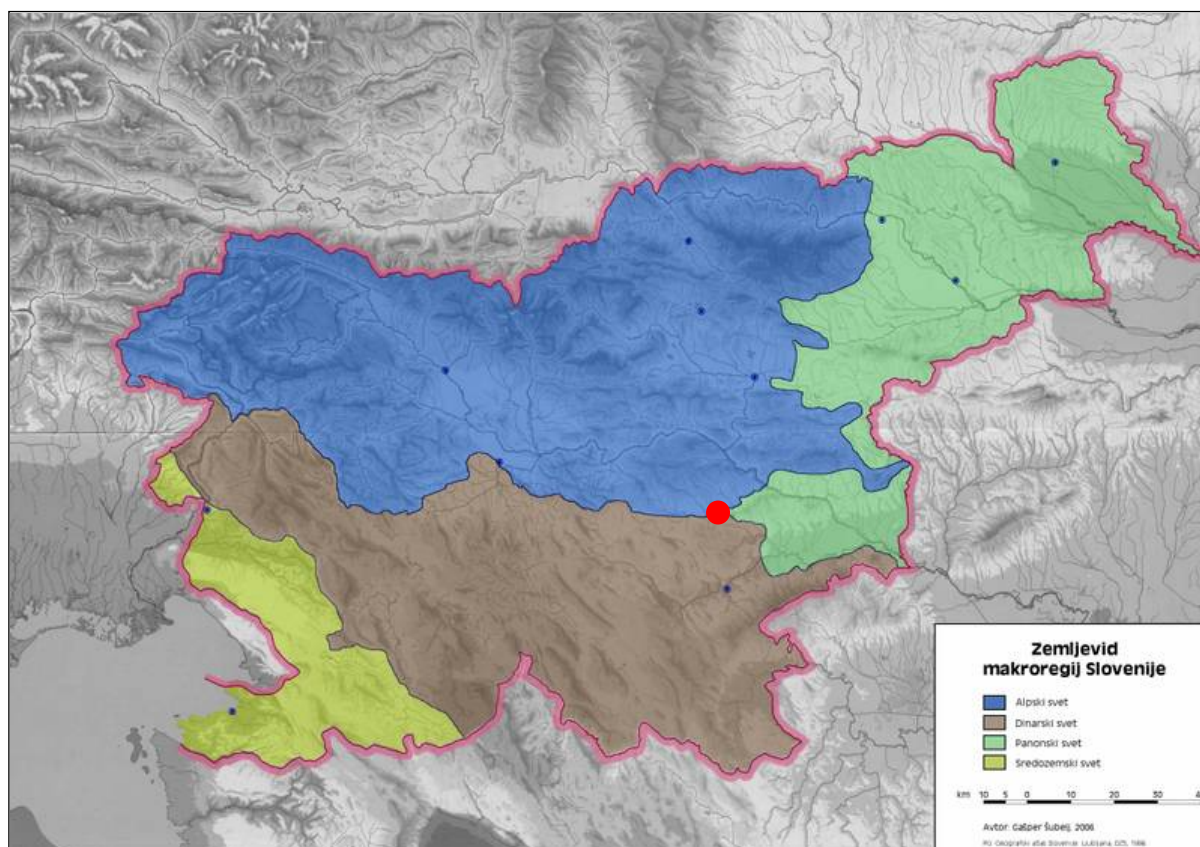 Zemljevid
makroregij Slovenije
Alpski svet
Dinarski svet
Panonski svet
Sredozemski svet
km 10 5 0 10 20 30
Avtor: Gašper Šubelj, 2006